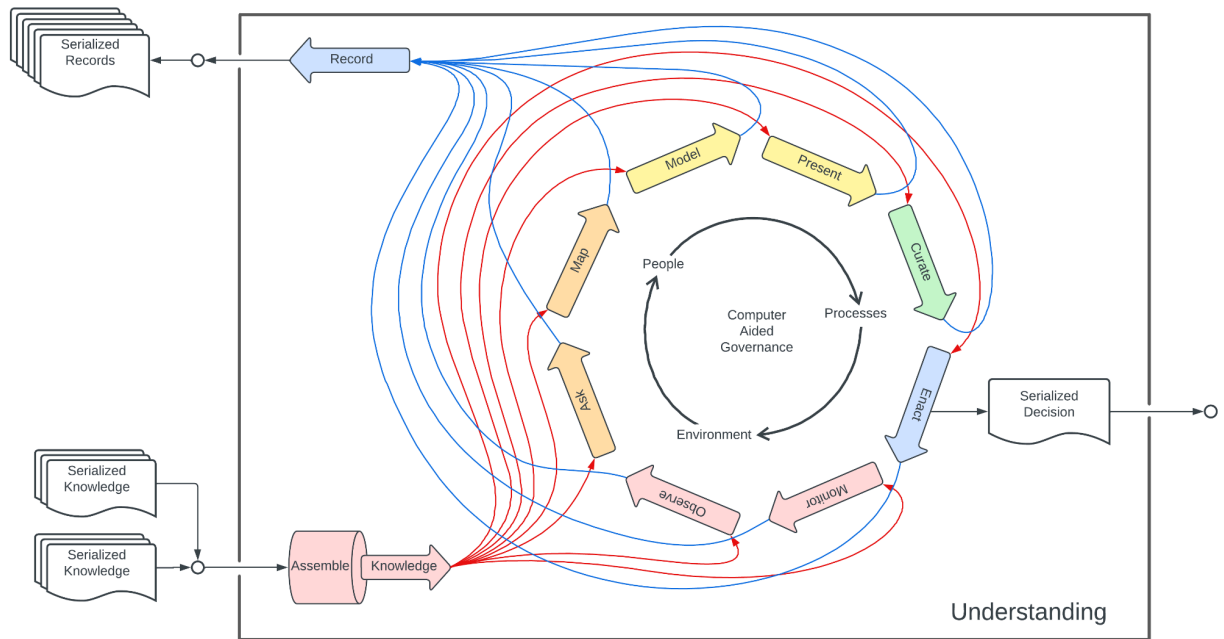 Serialized
Records
Record
Model
Present
Map
Curate
People
Processes
Computer
Aided
Governance
Environment
Ask
Enact
Serialized
Decision
Observe
Monitor
Serialized
Knowledge
Serialized
Knowledge
Assemble
Knowledge
Understanding